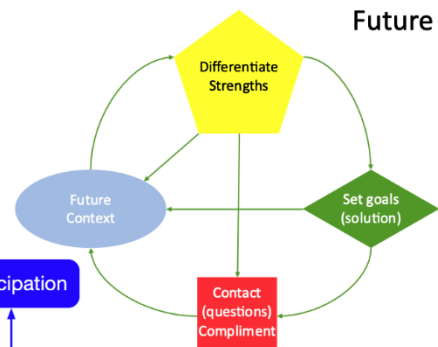 Future
Differentiate
Strengths
Future
Context
Set goals
(solution)
Contact
(questions)
Compliment
cipation